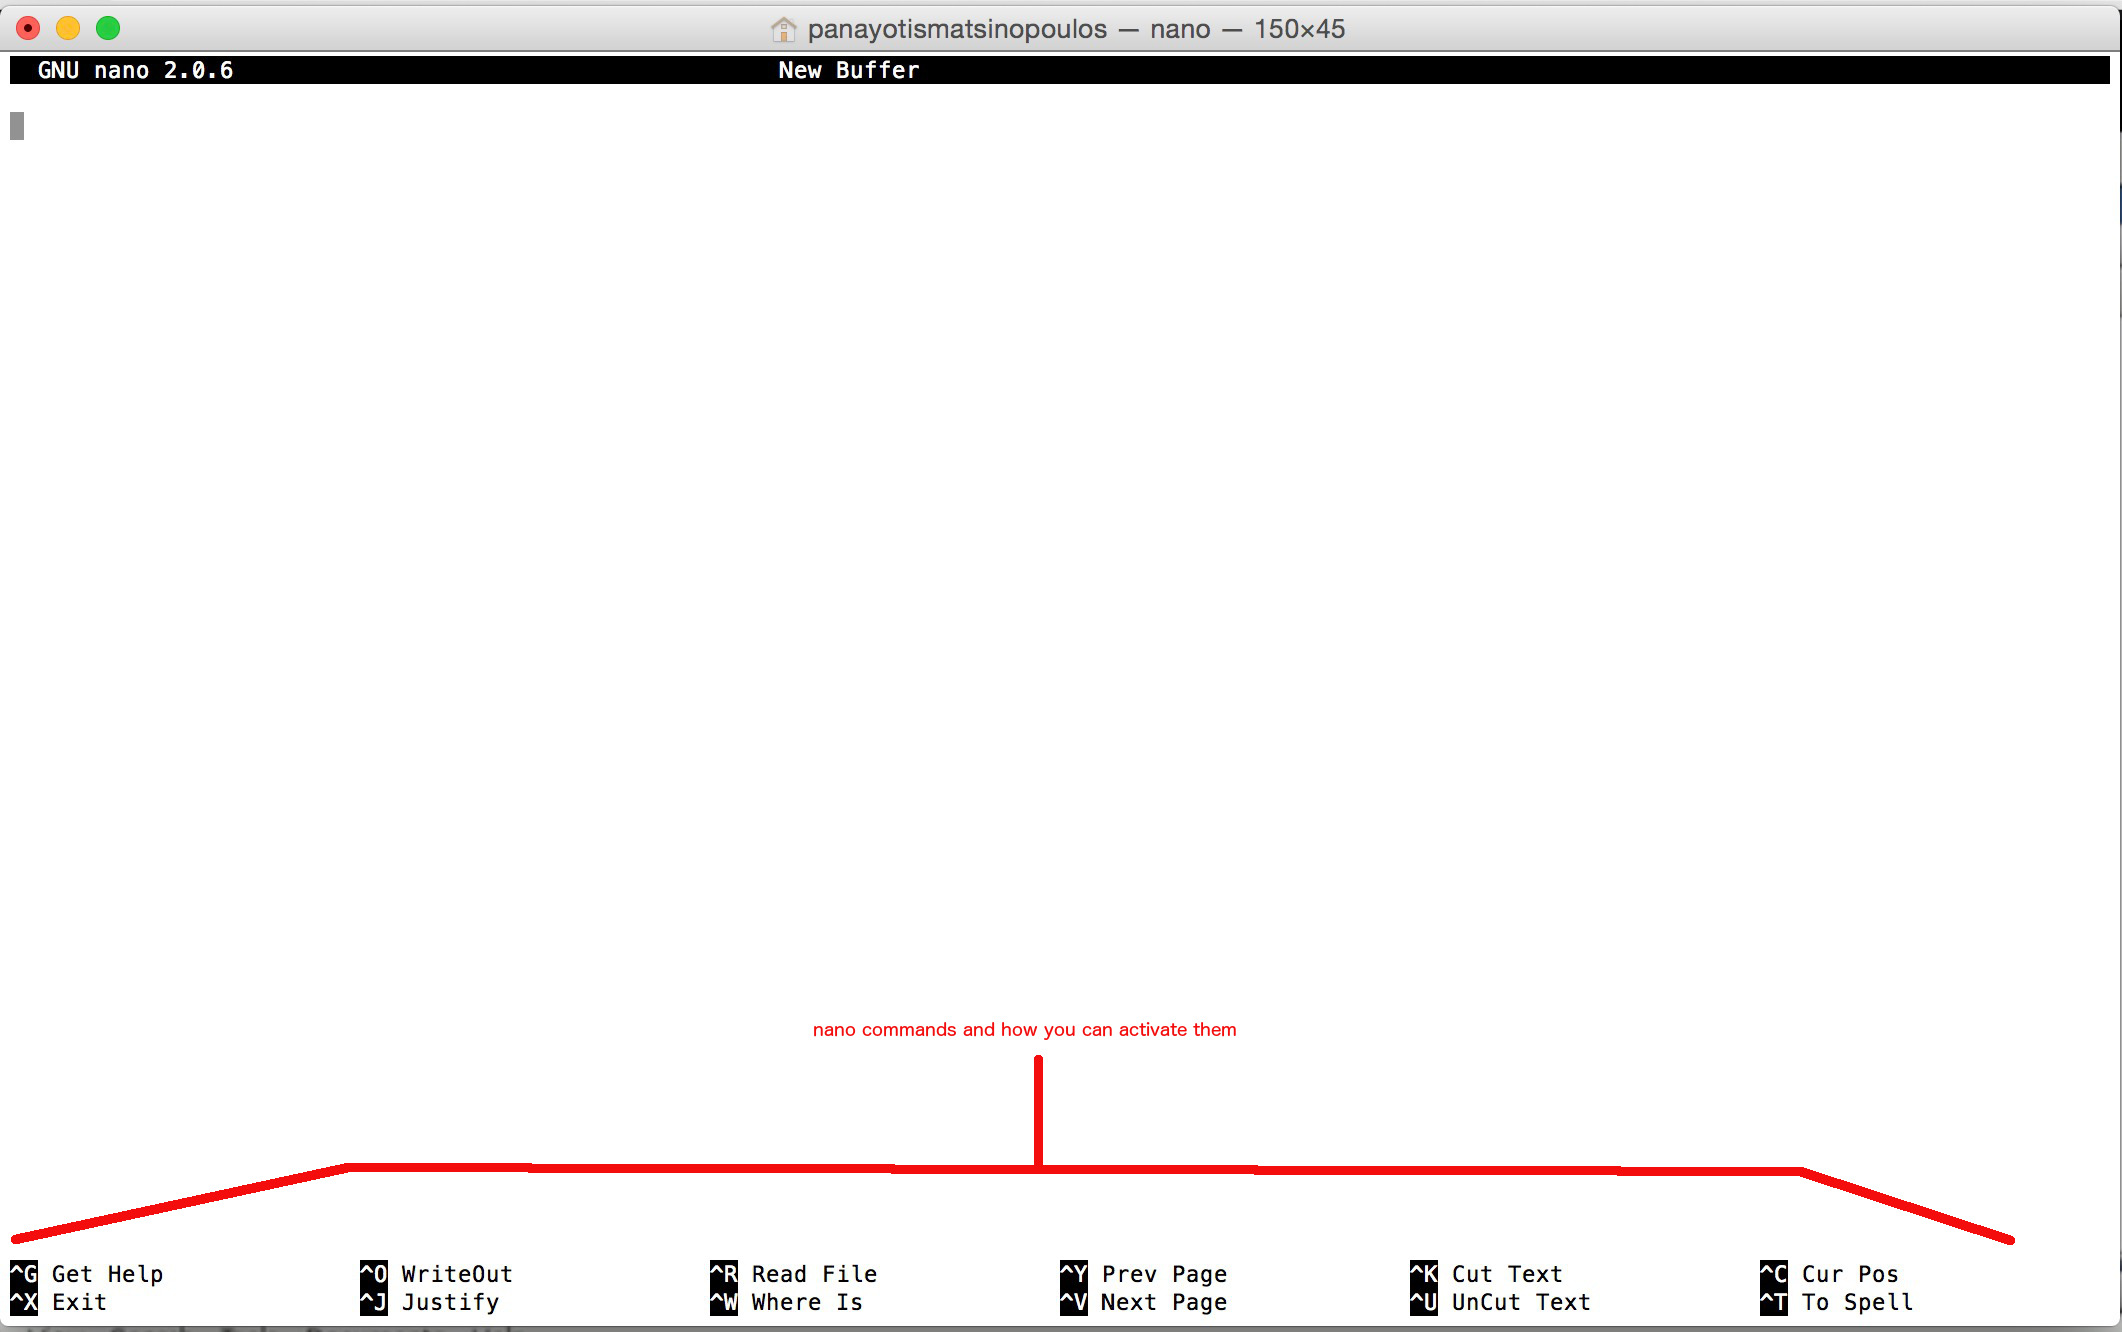 panayotismatsinopoulos — nano — 150×45
GNU nano 2.0.6 New Buffer
nano commands and how you can activate them
^G Get Help ^O WriteOut ^R Read File ^Y Prev Page ^K Cut Text ^C Cur Pos
^X Exit ^J Justify ^W Where Is ^V Next Page ^U UnCut Text ^T To Spell